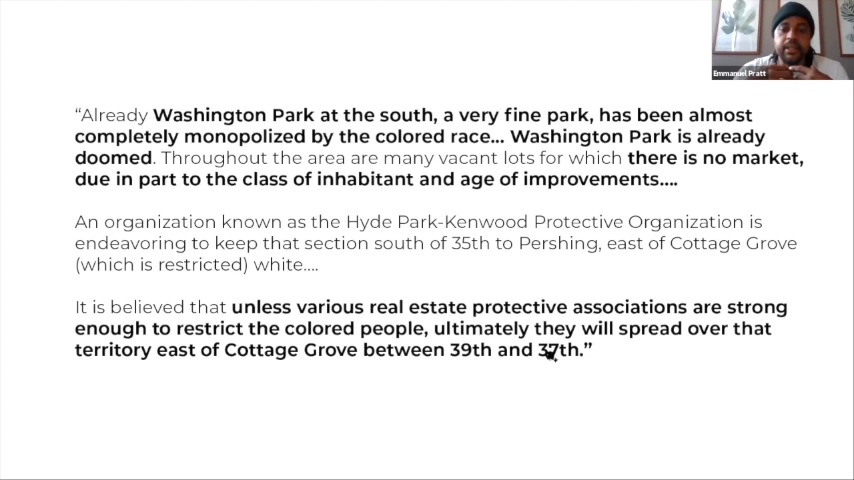 Emmanuel Pratt
“Already Washington Park at the south, a very fine park, has been almost
completely monopolized by the colored race... Washington Park is already
doomed. Throughout the area are many vacant lots for which there is no market,
due in part to the class of inhabitant and age of improvements....
An organization known as the Hyde Park-Kenwood Protective Organization is
endeavoring to keep that section south of 35th to Pershing, east of Cottage Grove
(which is restricted) white....
It is believed that unless various real estate protective associations are strong
enough to restrict the colored people, ultimately they will spread over that
territory east of Cottage Grove between 39th and 37th.”